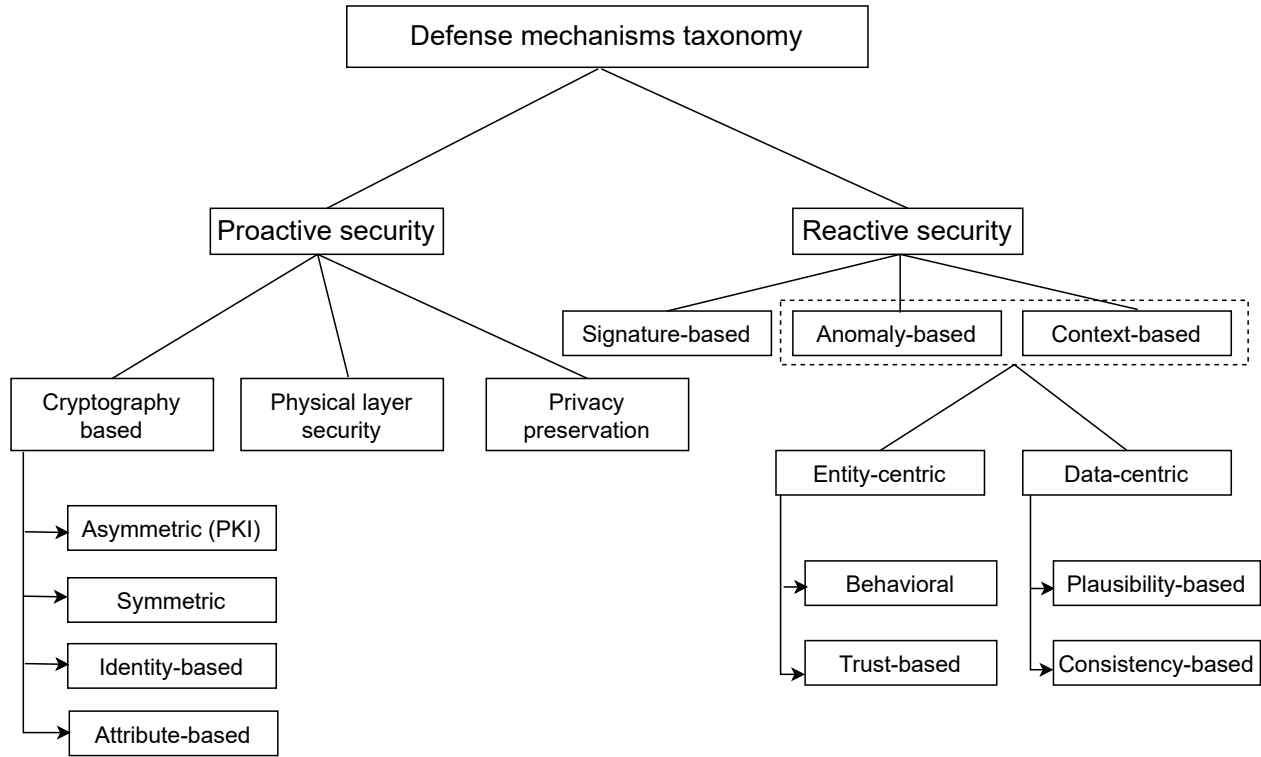 Defense mechanisms taxonomy
Proactive security
Reactive security
Signature-based
Anomaly-based
Context-based
Cryptography
based
Physical layer
security
Privacy
preservation
Entity-centric
Data-centric
Asymmetric (PKI)
Symmetric
Identity-based
Attribute-based
Behavioral
Trust-based
Plausibility-based
Consistency-based